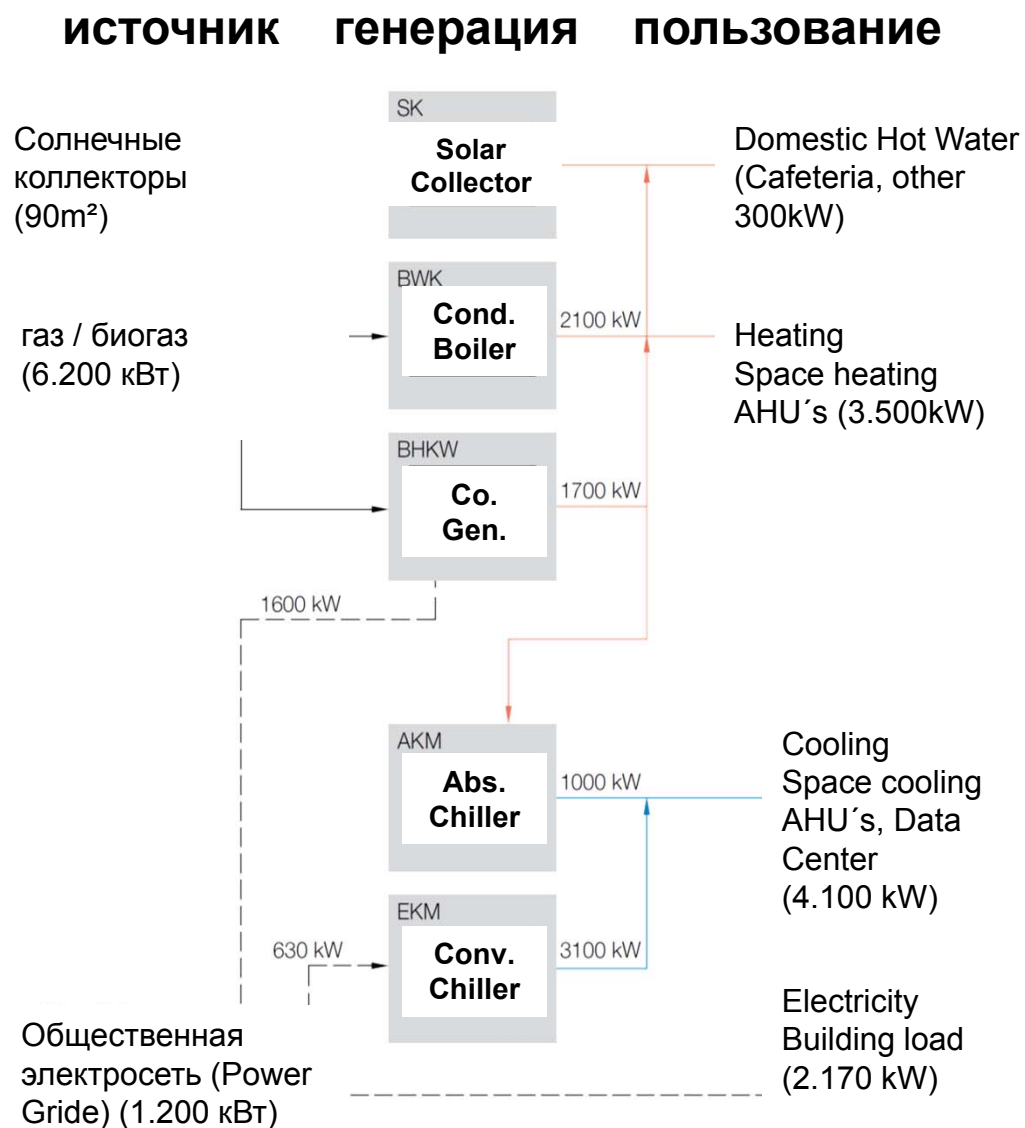 источник генерация пользование
SK
Solar
Collector
Солнечные
коллекторы
(90m²)
Domestic Hot Water
(Cafeteria, other
300kW)
BWK
Cond.
Boiler
2100 kW
газ / биогаз
(6.200 кВт)
Heating
Space heating
AHU´s (3.500kW)
BHKW
Co.
Gen.
1700 kW
1600 kW
AKM
Abs.
Chiller
1000 kW
Cooling
Space cooling
AHU´s, Data
Center
(4.100 kW)
EKM
Conv.
Chiller
630 kW
3100 kW
Общественная
электросеть (Power
Gride) (1.200 кВт)
Electricity
Building load
(2.170 kW)